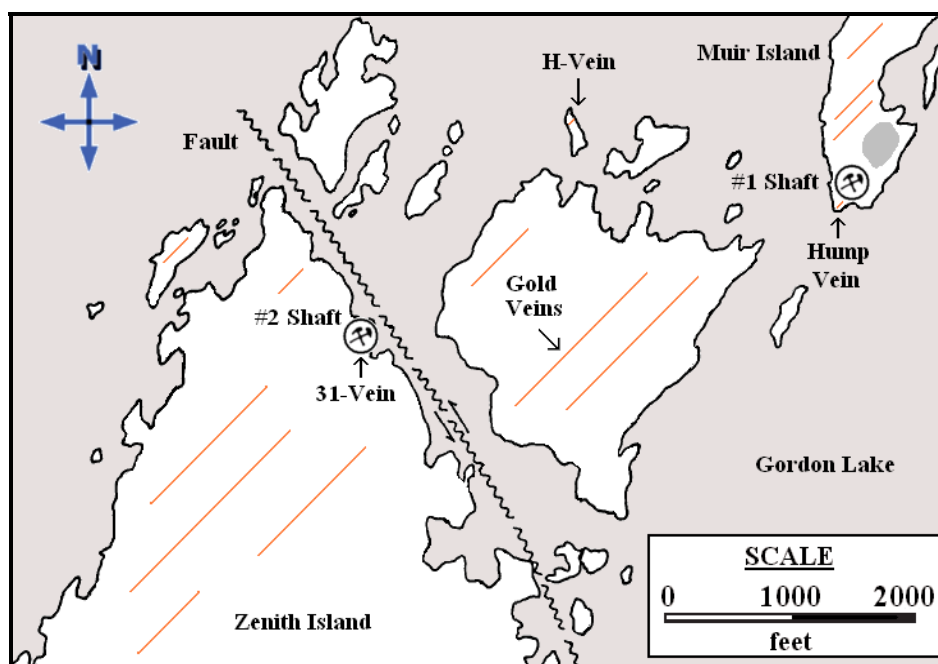 N
Muir Island
H-Vein
Fault
#1 Shaft
Hump
Vein
Gold
Veins
#2 Shaft
31-Vein
Gordon Lake
SCALE
0 1000 2000
feet
Zenith Island